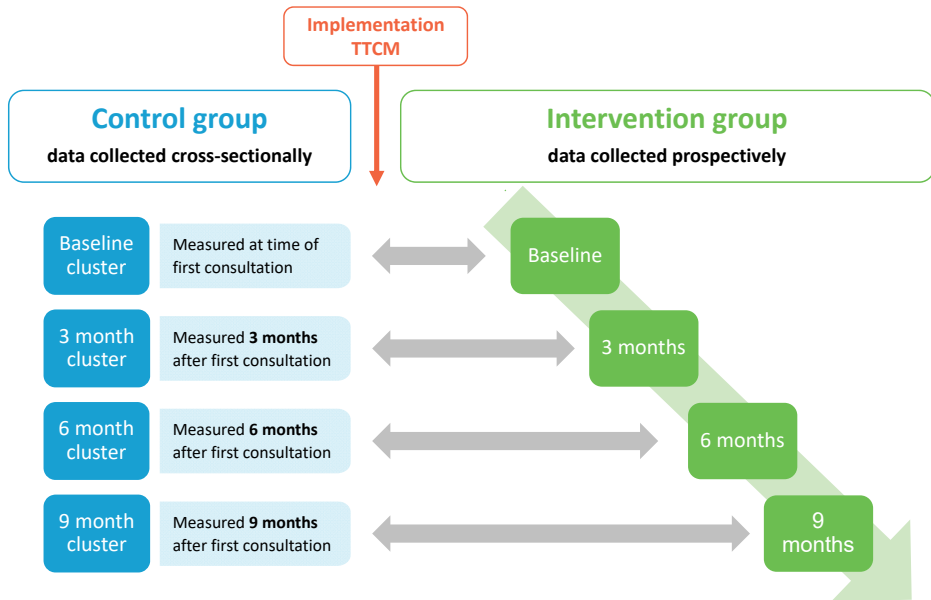 Implementation
TTCM
Control group
data collected cross-sectionally
Intervention group
data collected prospectively
Baseline
cluster
Measured at time of
first consultation
Baseline
3 month
cluster
Measured 3 months
after first consultation
3 months
6 month
cluster
Measured 6 months
after first consultation
6 months
9 month
cluster
Measured 9 months
after first consultation
9
months